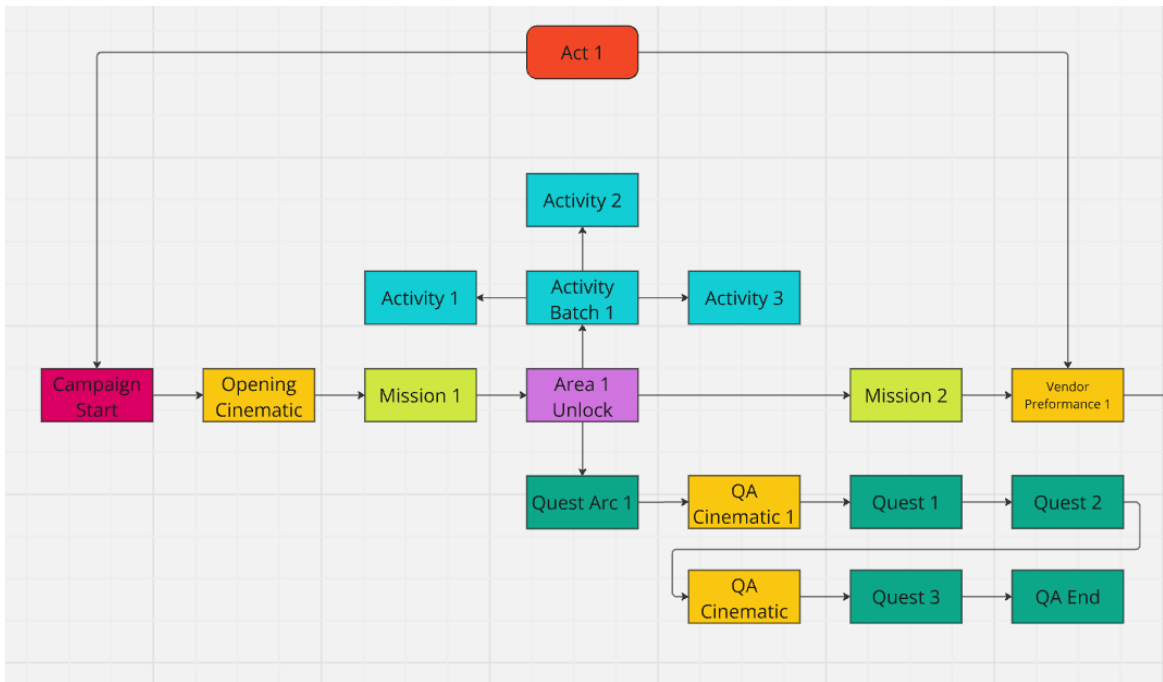 Act 1
Activity 2
Activity 1
Activity
Batch 1
Activity 3
Campaign
Start
Opening
Cinematic
Mission 1
Area 1
Unlock
Mission 2
Vendor
Preformance 1
Quest Arc 1
QA
Cinematic 1
Quest 1
Quest 2
QA
Cinematic
Quest 3
QA End